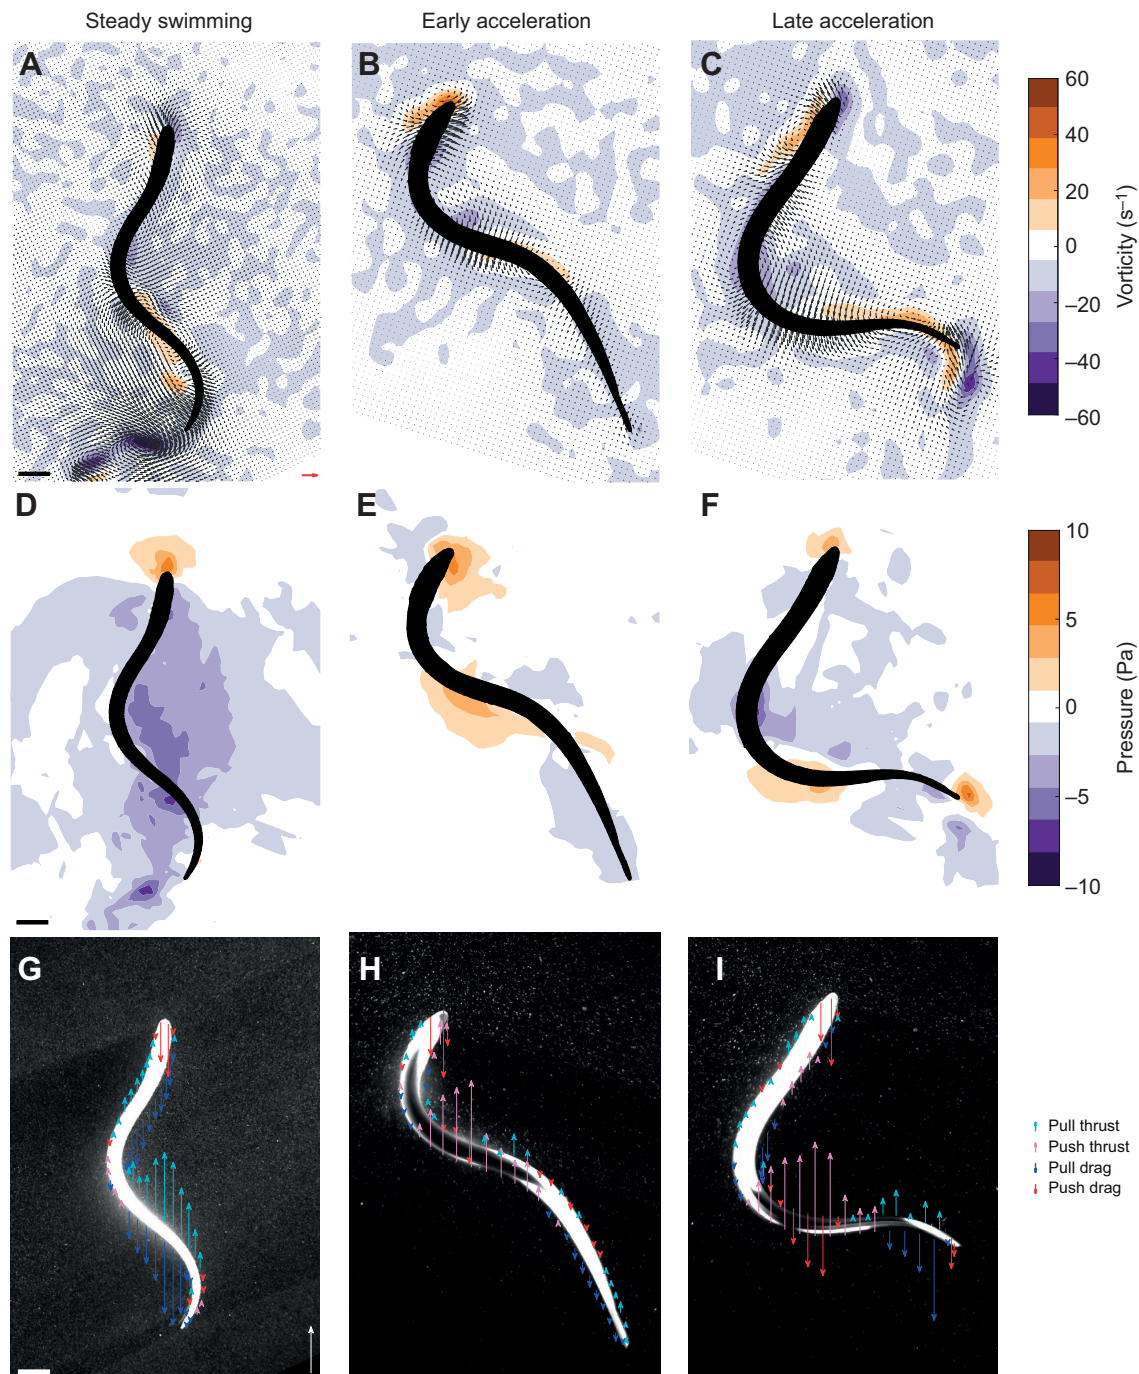 Steady swimming
Early acceleration
Late acceleration
A
B
C
60
40
20
0
–20
–40
–60
Vorticity (s–1)
D
E
F
10
5
0
–5
–10
Pressure (Pa)
G
H
I
Pull thrust
Push thrust
Pull drag
Push drag